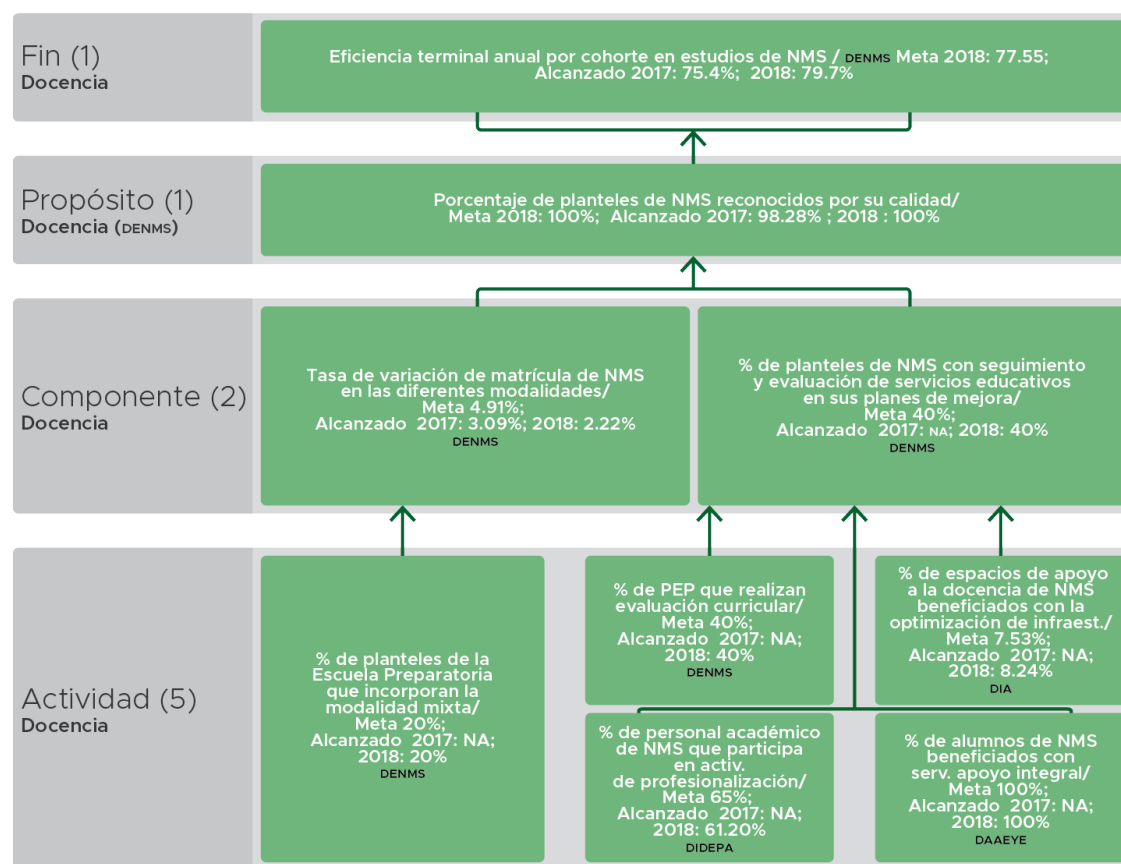 Fin (1)
Docencia
Eficiencia terminal anual por cohorte en estudios de NMS / DENMS Meta 2018: 77.55;
Alcanzado 2017: 75.4%; 2018: 79.7%
Propósito (1)
Docencia (DENMS)
Porcentaje de planteles de NMS reconocidos por su calidad/
Meta 2018: 100%; Alcanzado 2017: 98.28% ; 2018 : 100%
Componente (2)
Docencia
Tasa de variación de matrícula de NMS
en las diferentes modalidades/
Meta 4.91%;
Alcanzado 2017: 3.09%; 2018: 2.22%
DENMS
% de planteles de NMS con seguimiento
y evaluación de servicios educativos
en sus planes de mejora/
Meta 40%;
Alcanzado 2017: NA; 2018: 40%
DENMS
Actividad (5)
Docencia
% de planteles de la
Escuela Preparatoria
que incorporan la
modalidad mixta/
Meta 20%;
Alcanzado 2017: NA;
2018: 20%
DENMS
% de PEP que realizan
evaluación curricular/
Meta 40%;
Alcanzado 2017: NA;
2018: 40%
DENMS
% de espacios de apoyo
a la docencia de NMS
beneficiados con la
optimización de infraest./
Meta 7.53%;
Alcanzado 2017: NA;
2018: 8.24%
DIA
% de personal académico
de NMS que participa
en activ.
de profesionalización/
Meta 65%;
Alcanzado 2017: NA;
2018: 61.20%
DIDEPA
% de alumnos de NMS
beneficiados con
serv. apoyo integral/
Meta 100%;
Alcanzado 2017: NA;
2018: 100%
DAAEYE